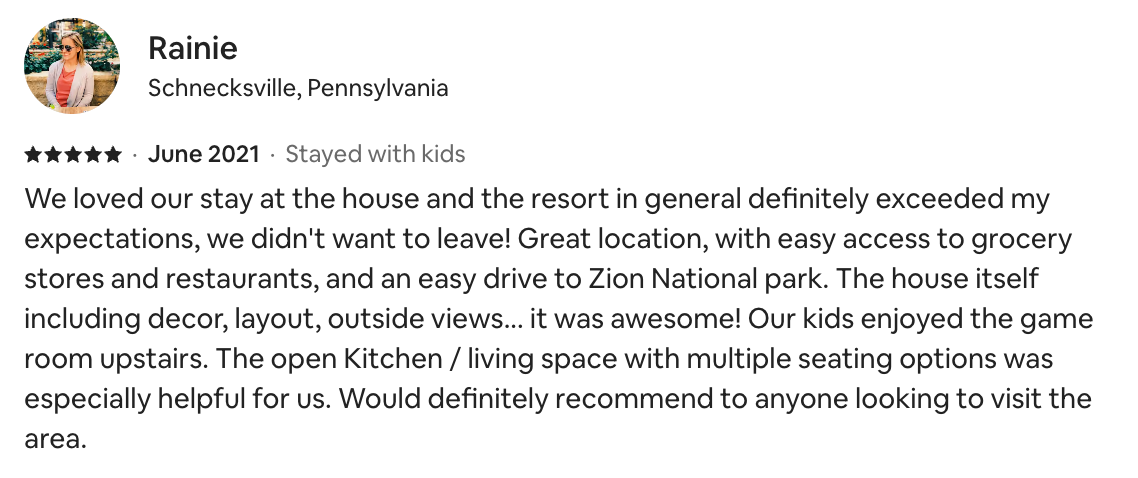 Rainie
Schnecksville, Pennsylvania
★★★★★ · June 2021 · Stayed with kids
We loved our stay at the house and the resort in general definitely exceeded my
expectations, we didn't want to leave! Great location, with easy access to grocery
stores and restaurants, and an easy drive to Zion National park. The house itself
including decor, layout, outside views... it was awesome! Our kids enjoyed the game
room upstairs. The open Kitchen / living space with multiple seating options was
especially helpful for us. Would definitely recommend to anyone looking to visit the
area.